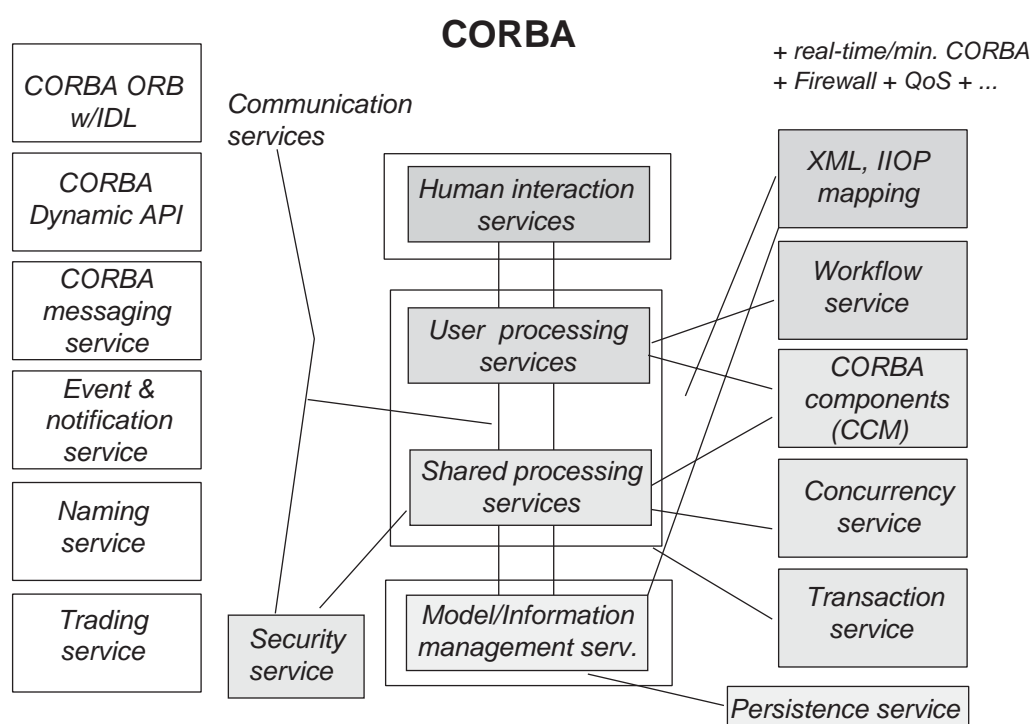 CORBA
+ real-time/min. CORBA
+ Firewall + QoS + ...
CORBA ORB
w/IDL
CORBA
Dynamic API
CORBA
messaging
service
Event &
notification
service
Naming
service
Trading
service
Communication
services
Security
service
Human interaction
services
User processing
services
Shared processing
services
Model/Information
management serv.
XML, IIOP
mapping
Workflow
service
CORBA
components
(CCM)
Concurrency
service
Transaction
service
Persistence service